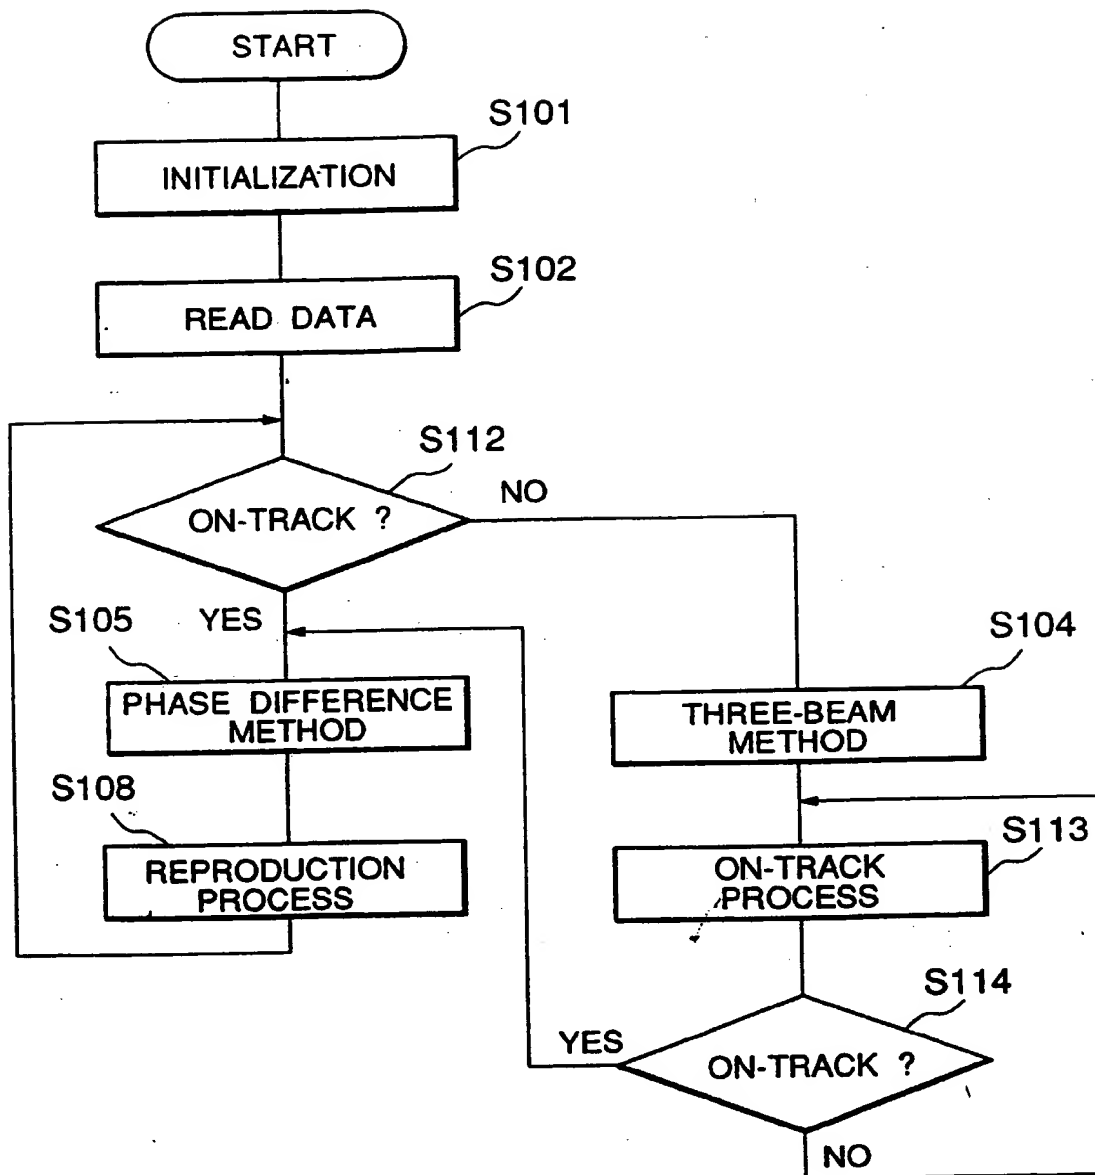 START
S101
INITIALIZATION
S102
READ DATA
S112
ON-TRACK ?
NO
YES
S105
PHASE DIFFERENCE
METHOD
S104
THREE-BEAM
METHOD
S108
REPRODUCTION
PROCESS
S113
ON-TRACK
PROCESS
S114
YES
ON-TRACK ?
NO